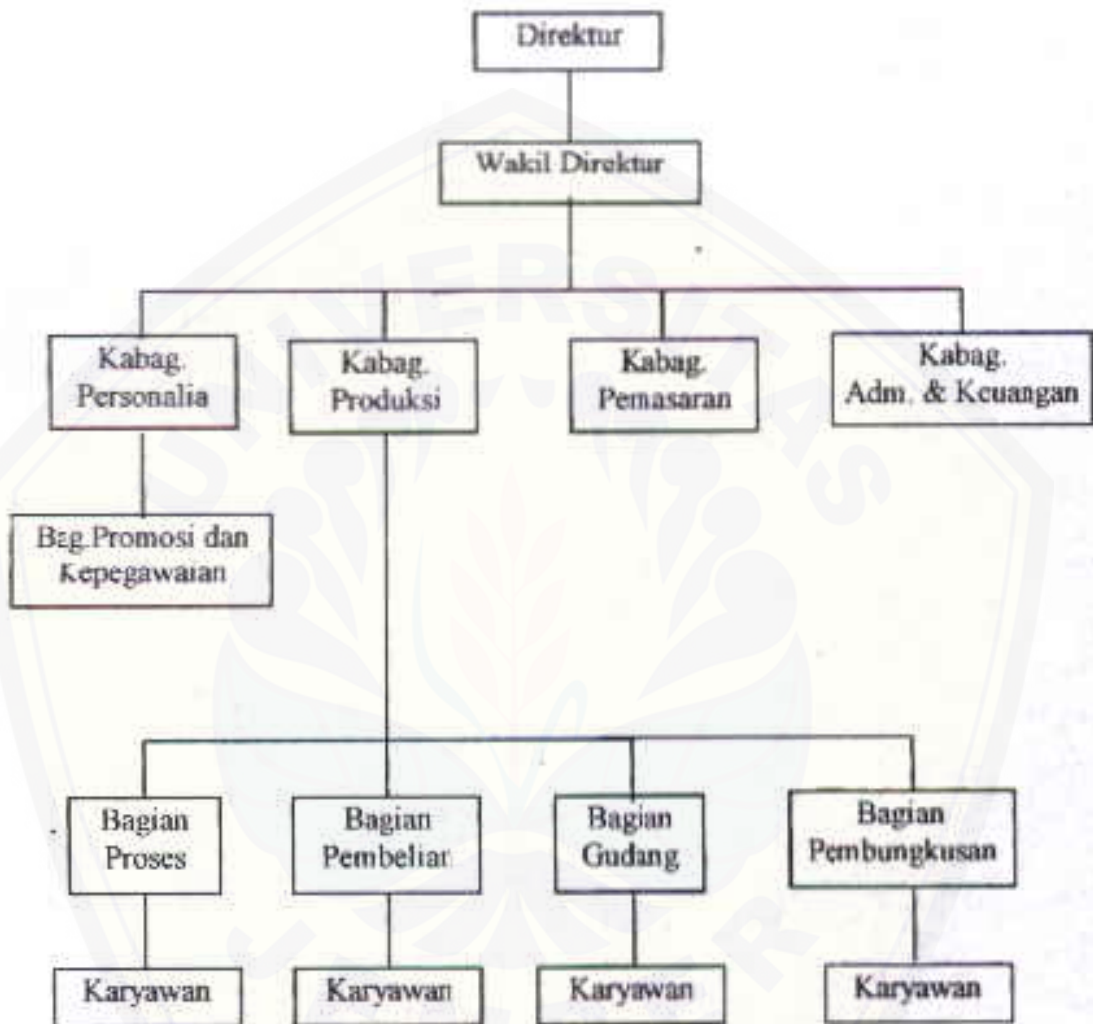 Direktur
Wakil Direktur
Kabag.
Personalia
Kabag.
Produksi
Kabag.
Pemasaran
Kabag.
Adm. & Keuangan
Bag.Promosi dan
Kepegawaian
Bagian
Proses
Bagian
Pembelian
Bagian
Gudang
Bagian
Pembungkusan
Karyawan
Karyawan
Karyawan
Karyawan
UNIVERSITAS